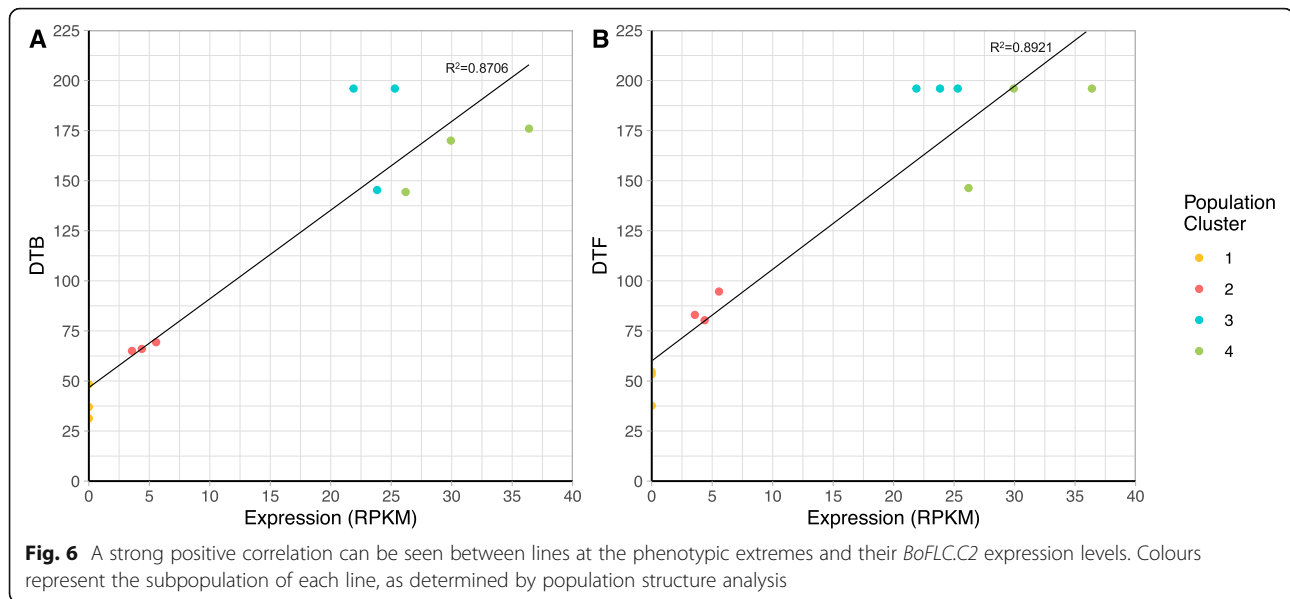 A
225
200
175
150
125
100
75
50
25
0
DTB
R²=0.8706
0 5 10 15 20 25 30 35 40
Expression (RPKM)
B
225
200
175
150
125
100
75
50
25
0
DTF
R²=0.8921
0 5 10 15 20 25 30 35 40
Expression (RPKM)
Population
Cluster
1
2
3
4
Fig. 6 A strong positive correlation can be seen between lines at the phenotypic extremes and their BoFLC.C2 expression levels. Colours
represent the subpopulation of each line, as determined by population structure analysis